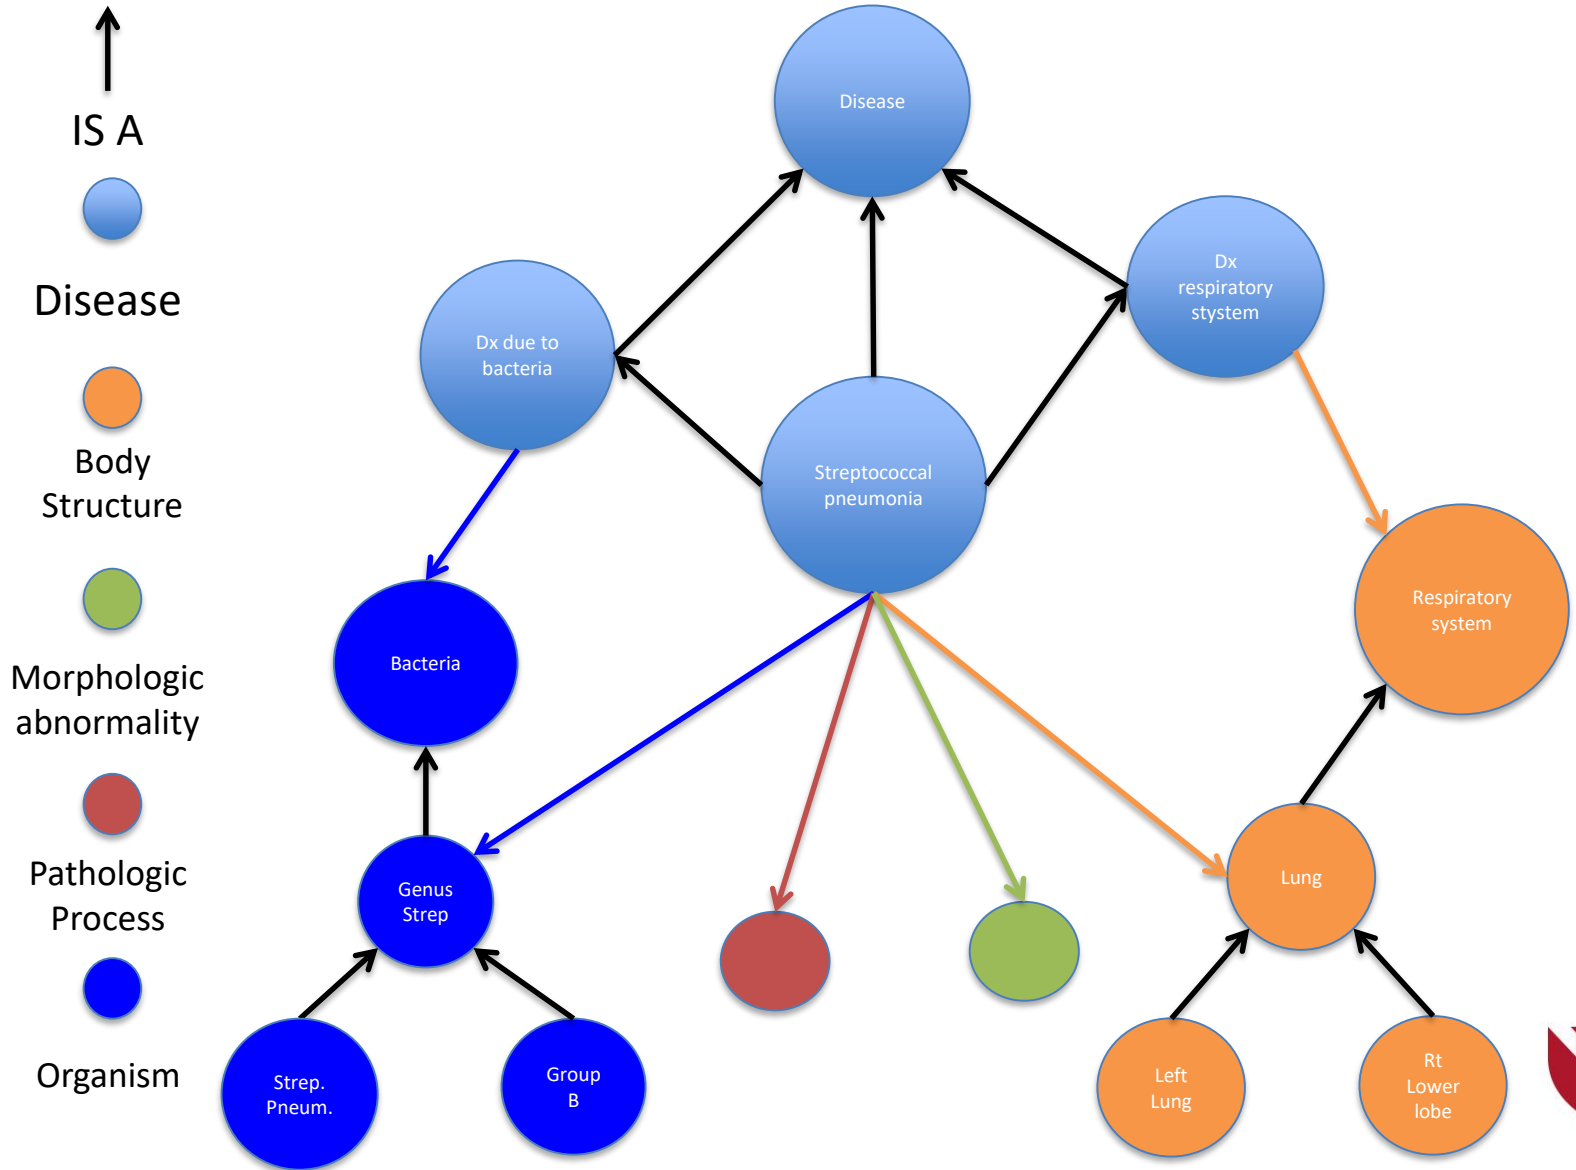 IS A
Disease
Body
Structure
Morphologic
abnormality
Pathologic
Process
Organism
Disease
Dx due to
bacteria
Streptococcal
pneumonia
Dx
respiratory
stystem
Bacteria
Respiratory
system
Genus
Strep
Lung
Strep.
Pneum.
Group
B
Left
Lung
Rt
Lower
lobe